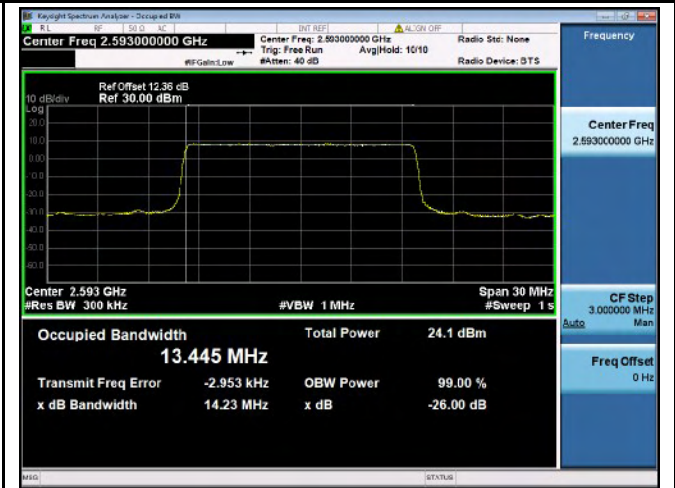 Keysight Spectrum Analyzer - Occupied BW
RL RF 50 Ω AC INT REF ALIGN OFF
Center Freq 2.593000000 GHz
Center Freq: 2.593000000 GHz
Radio Std: None
Trig: Free Run Avg|Hold: 10/10
#IFGain:Low #Atten: 40 dB Radio Device: BTS
Ref Offset 12.36 dB
10 dB/div Ref 30.00 dBm
Log
20.0
10.0
0.00
-10.0
-20.0
-30.0
-40.0
-50.0
-60.0
Center 2.593 GHz Span 30 MHz
#Res BW 300 kHz #VBW 1 MHz #Sweep 1 s
Occupied Bandwidth Total Power 24.1 dBm
13.445 MHz
Transmit Freq Error -2.953 kHz OBW Power 99.00 %
x dB Bandwidth 14.23 MHz x dB -26.00 dB
MSG STATUS
Frequency
Center Freq
2.593000000 GHz
CF Step
3.000000 MHz
Auto Man
Freq Offset
0 Hz